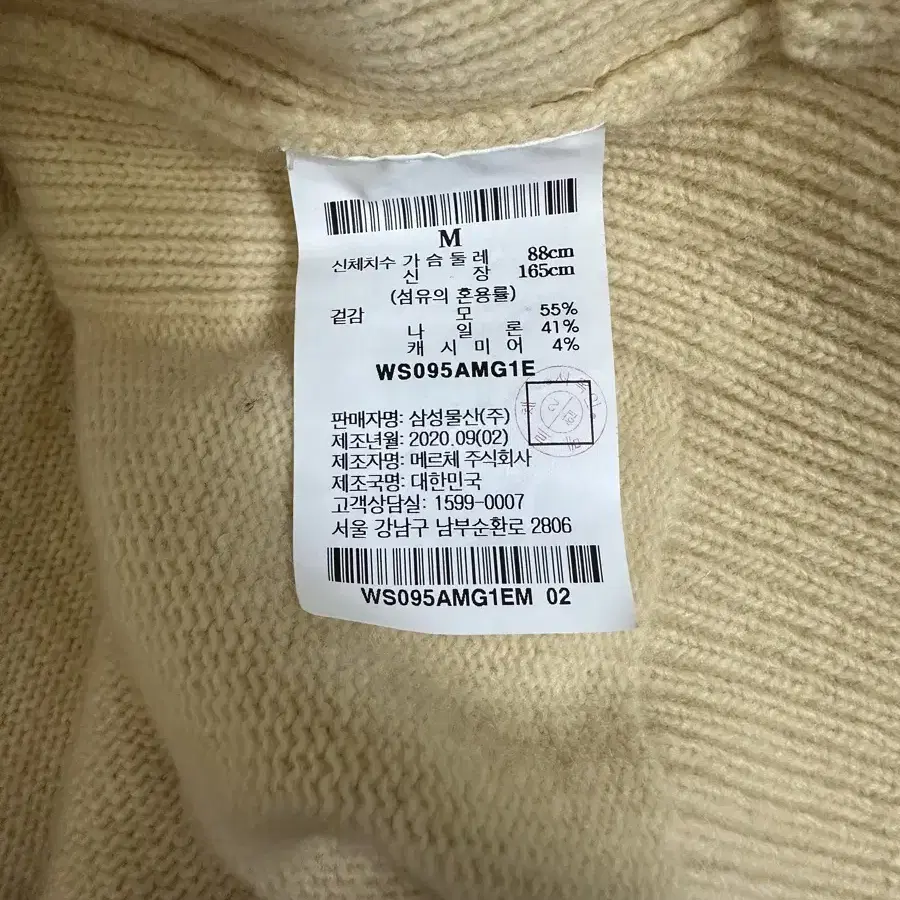 M
신체치수 가 슴 둘 레 88cm
신 장 165cm
(섬유의 혼용률)
겉감 모 55%
나 일 론 41%
캐 시 미 어 4%
WS095AMG1E
판매자명: 삼성물산(주)
제조년월: 2020.09(02)
제조자명: 메르체 주식회사
제조국명: 대한민국
고객상담실: 1599-0007
서울 강남구 남부순환로 2806
WS095AMG1EM 02